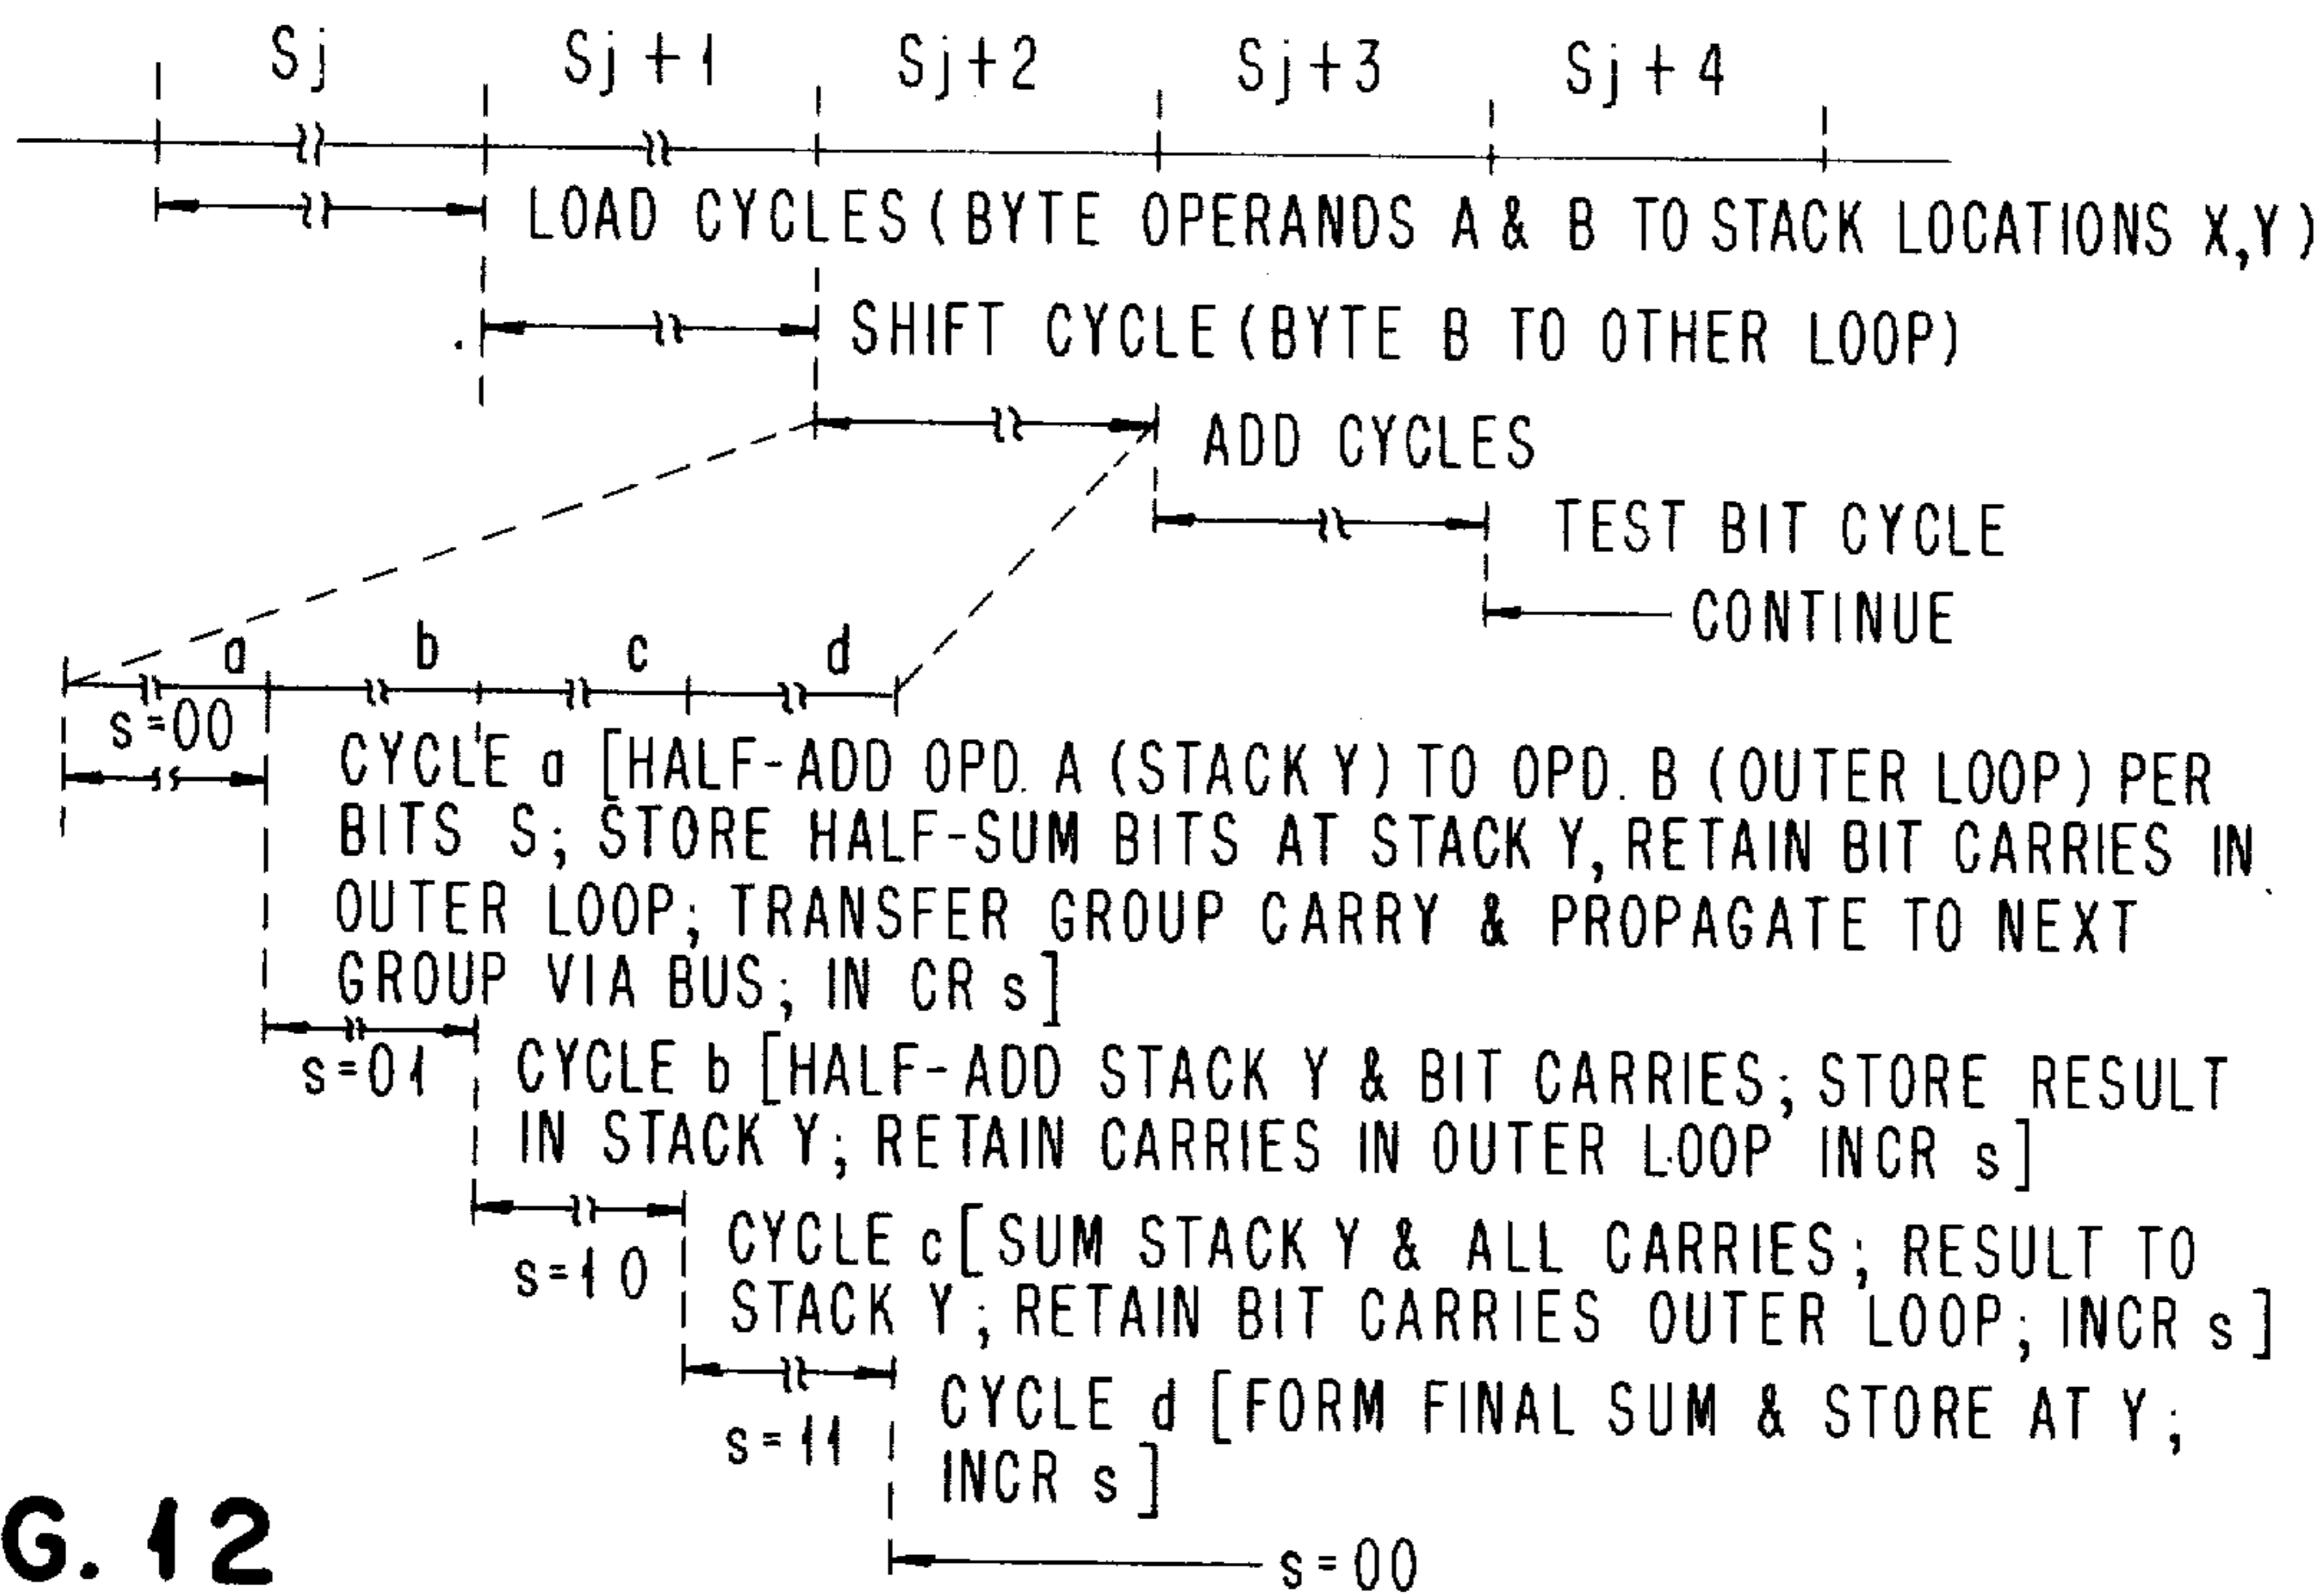 Sj Sj+1 Sj+2 Sj+3 Sj+4
LOAD CYCLES (BYTE OPERANDS A & B TO STACK LOCATIONS X,Y)
SHIFT CYCLE (BYTE B TO OTHER LOOP)
ADD CYCLES
TEST BIT CYCLE
CONTINUE
a b c d
s=00
CYCLE a [HALF-ADD OPD. A (STACK Y) TO OPD. B (OUTER LOOP) PER
BITS S; STORE HALF-SUM BITS AT STACK Y, RETAIN BIT CARRIES IN
OUTER LOOP; TRANSFER GROUP CARRY & PROPAGATE TO NEXT
GROUP VIA BUS; IN CR s]
s=01
CYCLE b [HALF-ADD STACK Y & BIT CARRIES; STORE RESULT
IN STACK Y; RETAIN CARRIES IN OUTER LOOP INCR s]
s=10
CYCLE c [SUM STACK Y & ALL CARRIES; RESULT TO
STACK Y; RETAIN BIT CARRIES OUTER LOOP; INCR s]
s=11
CYCLE d [FORM FINAL SUM & STORE AT Y;
INCR s]
s=00
G. 12